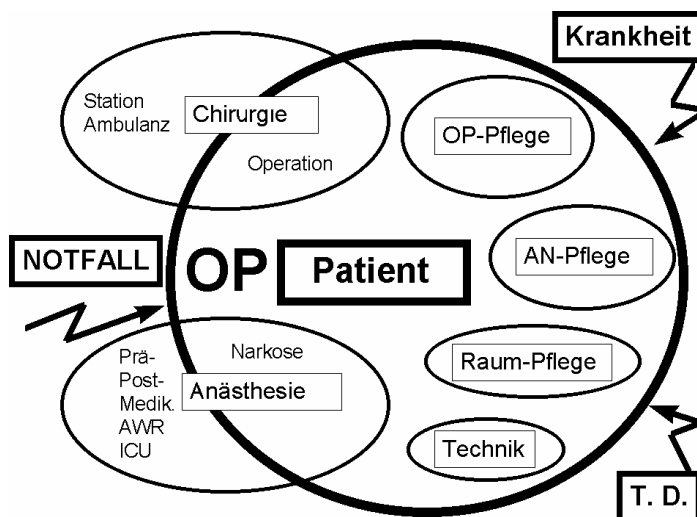 Krankheit
Station
Ambulanz
Chirurgie
Operation
OP-Pflege
NOTFALL
OP
Patient
AN-Pflege
Prä-
Post-
Medik.
AWR
ICU
Narkose
Anästhesie
Raum-Pflege
Technik
T. D.